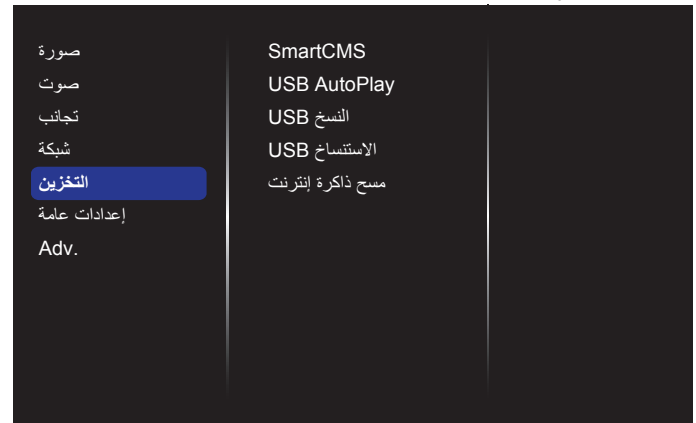 صورة
صوت
تجانب
شبكة
التخزين
إعدادات عامة
Adv.
SmartCMS
USB AutoPlay
النسخ USB
الاستنساخ USB
مسح ذاكرة إنترنت